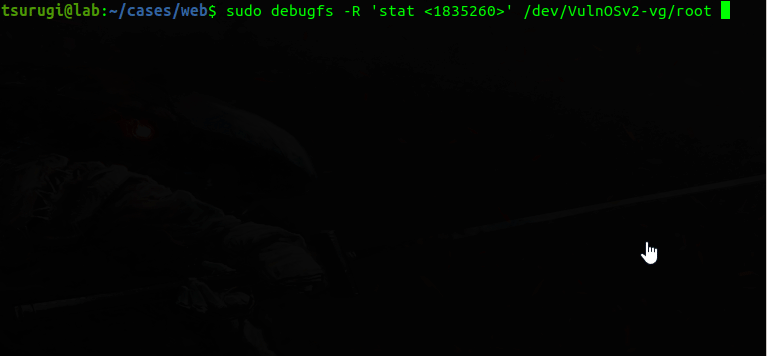 tsurugi@lab:~/cases/web$ sudo debugfs -R 'stat <1835260>' /dev/VulnOSv2-vg/root